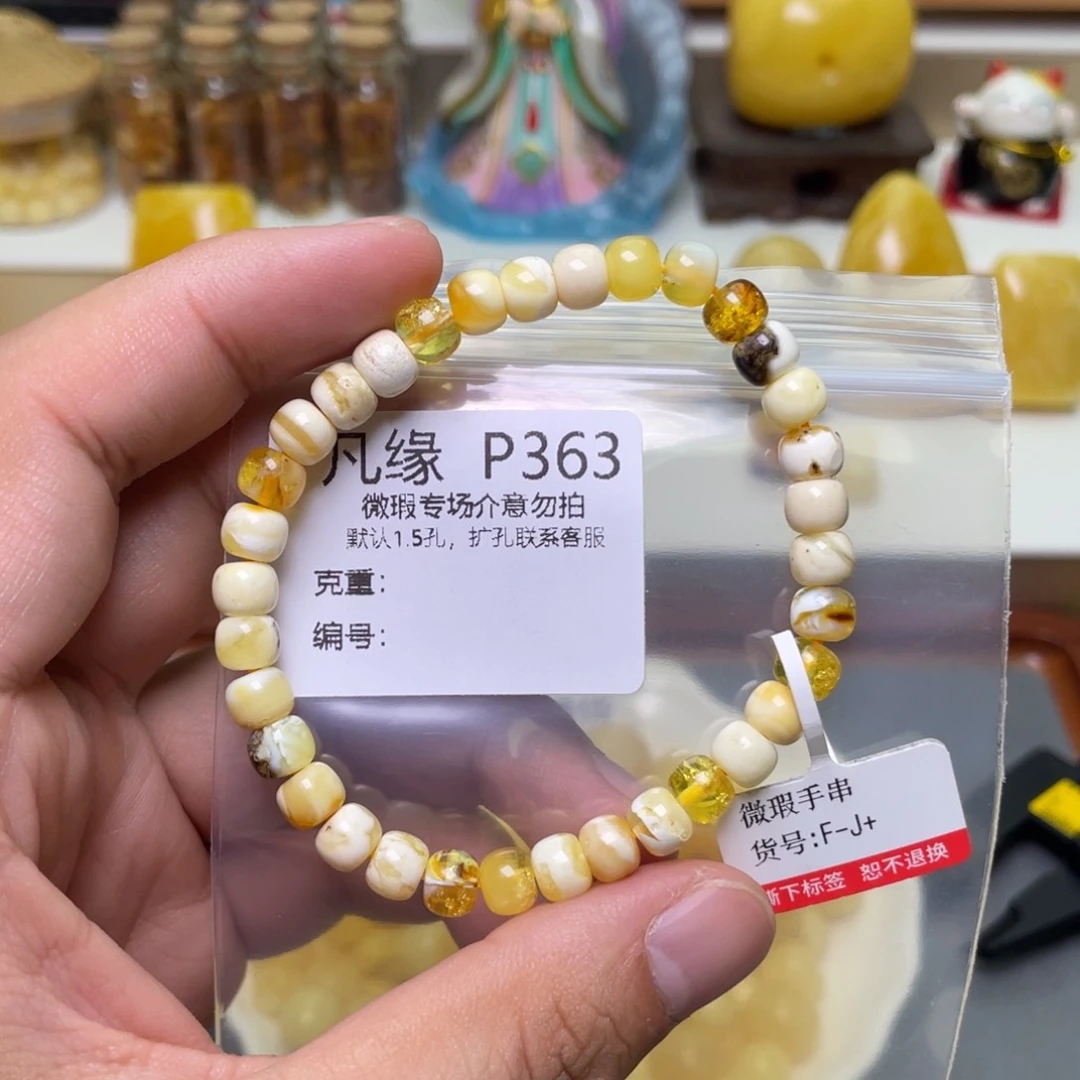 凡缘 P363
微瑕专场介意勿拍
默认1.5孔，扩孔联系客服
克重：
编号：
微瑕手串
货号:F-J+
撕下标签 恕不退换